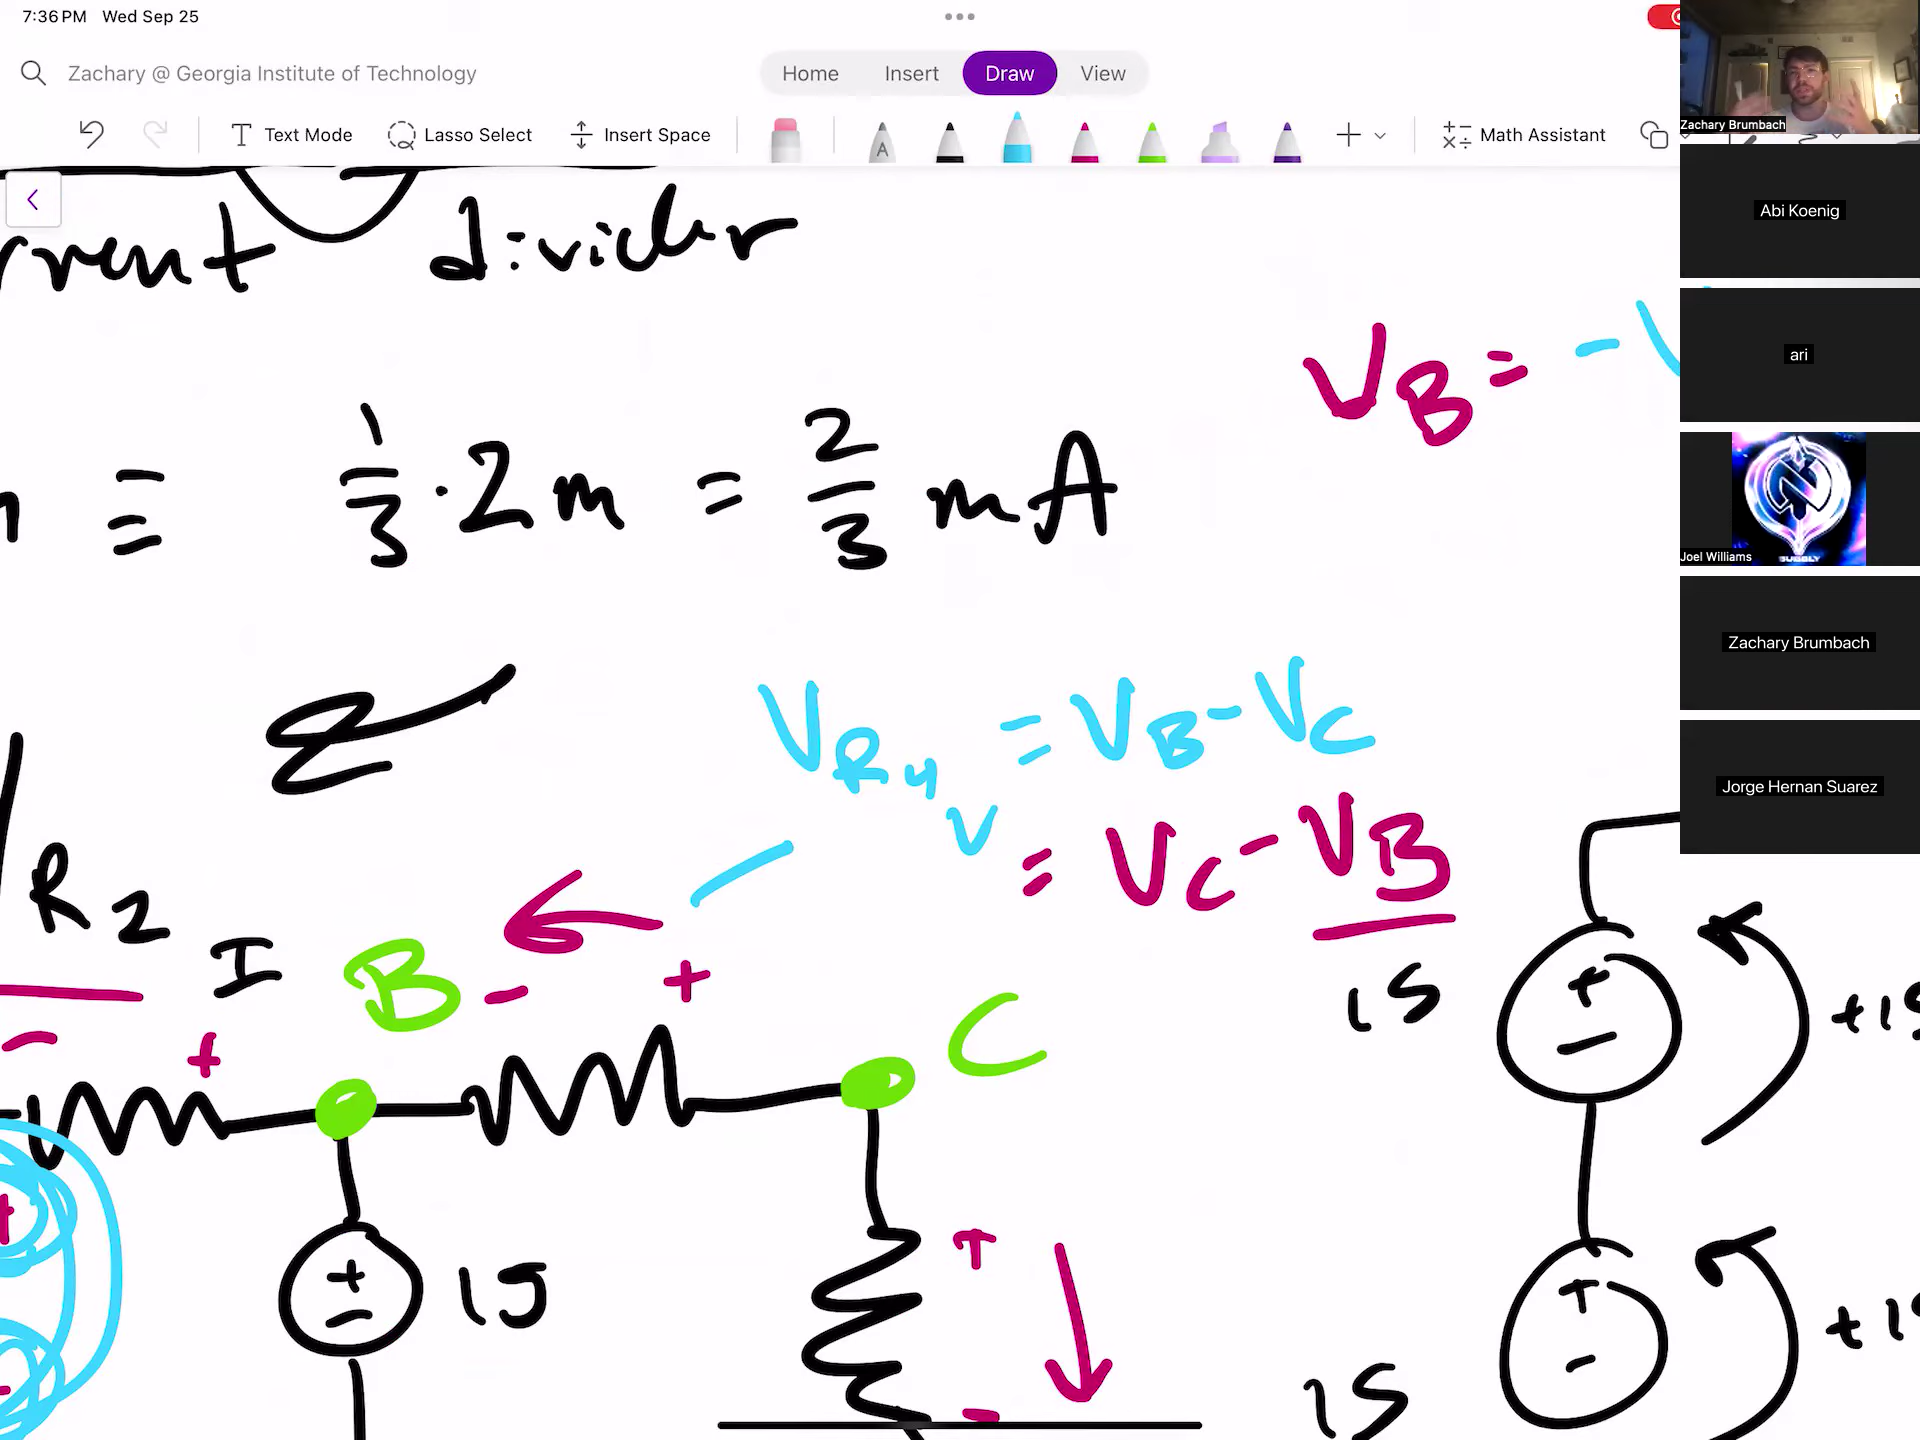 7:36 PM Wed Sep 25
Zachary @ Georgia Institute of Technology
Home Insert Draw View
Text Mode Lasso Select Insert Space Math Assistant
Zachary Brumbach
Abi Koenig
ari
Joel Williams
Zachary Brumbach
Jorge Hernan Suarez
rrent divider
VB = -V
= 1/3 · 2m = 2/3 mA
VR4 = VB - VC
V = VC - VB
R2
I
B - +
C
- +
15
+ -
+15
+ -
15
+
-
+ -
+1
15